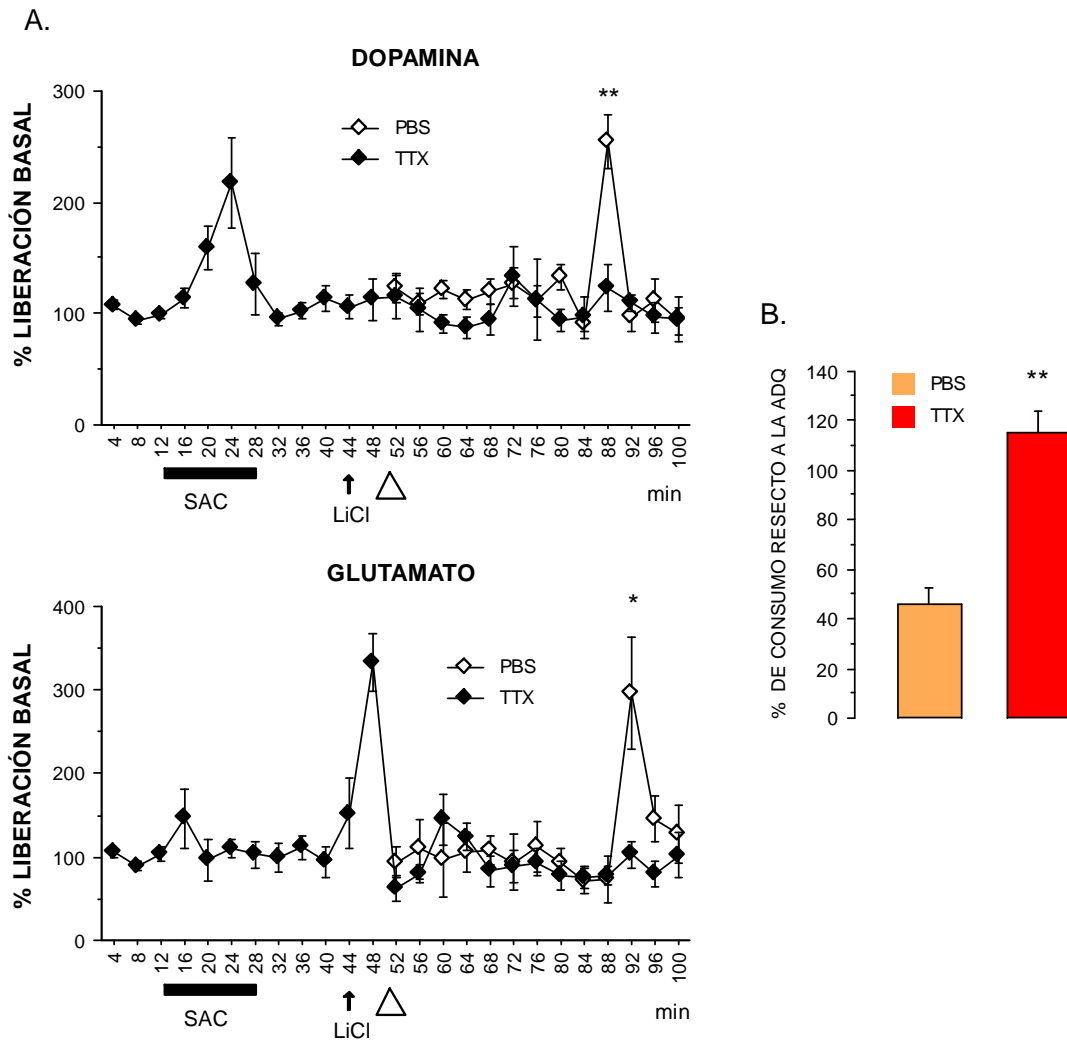 A.
DOPAMINA
% LIBERACIÓN BASAL
300
200
100
0
PBS
TTX
**
4 8 12 16 20 24 28 32 36 40 44 48 52 56 60 64 68 72 76 80 84 88 92 96 100
SAC
LiCl
min
GLUTAMATO
% LIBERACIÓN BASAL
400
300
200
100
0
PBS
TTX
*
4 8 12 16 20 24 28 32 36 40 44 48 52 56 60 64 68 72 76 80 84 88 92 96 100
SAC
LiCl
min
B.
% DE CONSUMO RESECTO A LA ADQ
140
120
100
80
60
40
20
0
PBS
TTX
**